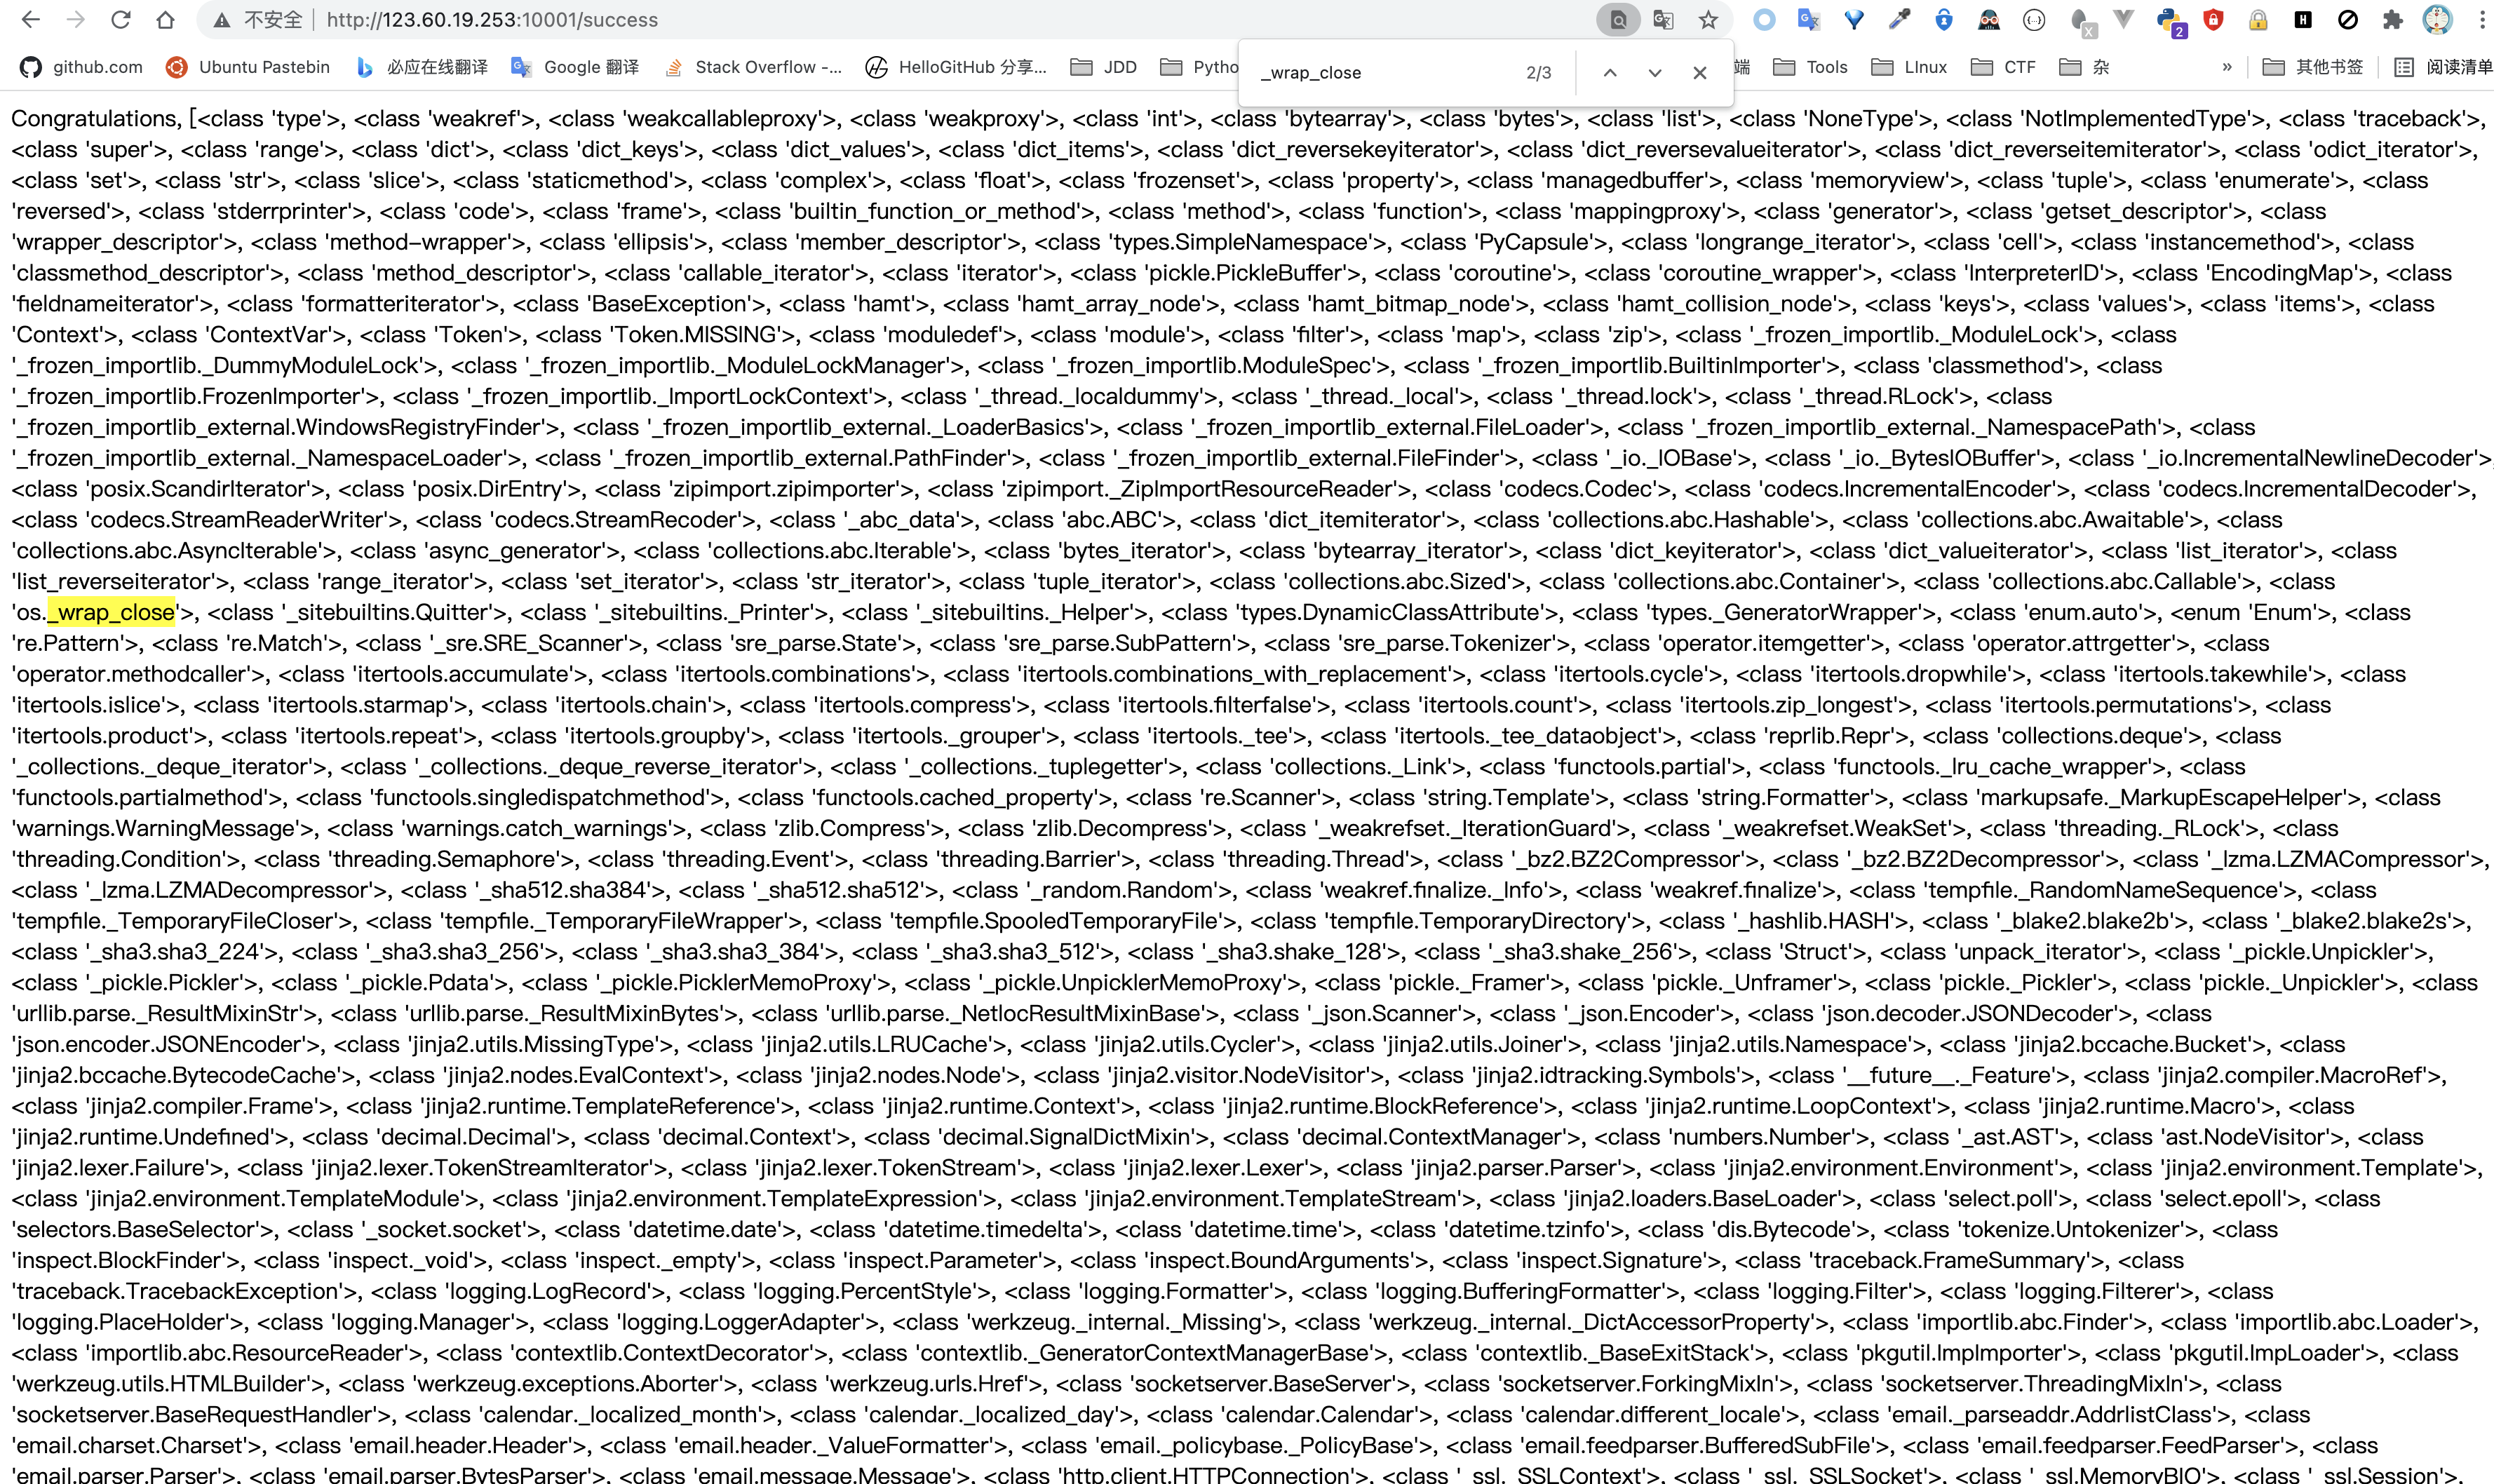 不安全 | http://123.60.19.253:10001/success
2
github.com Ubuntu Pastebin 必应在线翻译 Google 翻译 Stack Overflow -... HelloGitHub 分享... JDD Pytho 端 Tools LInux CTF 杂 » 其他书签 阅读清单
_wrap_close 2/3
Congratulations, [<class 'type'>, <class 'weakref'>, <class 'weakcallableproxy'>, <class 'weakproxy'>, <class 'int'>, <class 'bytearray'>, <class 'bytes'>, <class 'list'>, <class 'NoneType'>, <class 'NotImplementedType'>, <class 'traceback'>,
<class 'super'>, <class 'range'>, <class 'dict'>, <class 'dict_keys'>, <class 'dict_values'>, <class 'dict_items'>, <class 'dict_reversekeyiterator'>, <class 'dict_reversevalueiterator'>, <class 'dict_reverseitemiterator'>, <class 'odict_iterator'>,
<class 'set'>, <class 'str'>, <class 'slice'>, <class 'staticmethod'>, <class 'complex'>, <class 'float'>, <class 'frozenset'>, <class 'property'>, <class 'managedbuffer'>, <class 'memoryview'>, <class 'tuple'>, <class 'enumerate'>, <class
'reversed'>, <class 'stderrprinter'>, <class 'code'>, <class 'frame'>, <class 'builtin_function_or_method'>, <class 'method'>, <class 'function'>, <class 'mappingproxy'>, <class 'generator'>, <class 'getset_descriptor'>, <class
'wrapper_descriptor'>, <class 'method-wrapper'>, <class 'ellipsis'>, <class 'member_descriptor'>, <class 'types.SimpleNamespace'>, <class 'PyCapsule'>, <class 'longrange_iterator'>, <class 'cell'>, <class 'instancemethod'>, <class
'classmethod_descriptor'>, <class 'method_descriptor'>, <class 'callable_iterator'>, <class 'iterator'>, <class 'pickle.PickleBuffer'>, <class 'coroutine'>, <class 'coroutine_wrapper'>, <class 'InterpreterID'>, <class 'EncodingMap'>, <class
'fieldnameiterator'>, <class 'formatteriterator'>, <class 'BaseException'>, <class 'hamt'>, <class 'hamt_array_node'>, <class 'hamt_bitmap_node'>, <class 'hamt_collision_node'>, <class 'keys'>, <class 'values'>, <class 'items'>, <class
'Context'>, <class 'ContextVar'>, <class 'Token'>, <class 'Token.MISSING'>, <class 'moduledef'>, <class 'module'>, <class 'filter'>, <class 'map'>, <class 'zip'>, <class '_frozen_importlib._ModuleLock'>, <class
'_frozen_importlib._DummyModuleLock'>, <class '_frozen_importlib._ModuleLockManager'>, <class '_frozen_importlib.ModuleSpec'>, <class '_frozen_importlib.BuiltinImporter'>, <class 'classmethod'>, <class
'_frozen_importlib.FrozenImporter'>, <class '_frozen_importlib._ImportLockContext'>, <class '_thread._localdummy'>, <class '_thread._local'>, <class '_thread.lock'>, <class '_thread.RLock'>, <class
'_frozen_importlib_external.WindowsRegistryFinder'>, <class '_frozen_importlib_external._LoaderBasics'>, <class '_frozen_importlib_external.FileLoader'>, <class '_frozen_importlib_external._NamespacePath'>, <class
'_frozen_importlib_external._NamespaceLoader'>, <class '_frozen_importlib_external.PathFinder'>, <class '_frozen_importlib_external.FileFinder'>, <class '_io._IOBase'>, <class '_io._BytesIOBuffer'>, <class '_io.IncrementalNewlineDecoder'>,
<class 'posix.ScandirIterator'>, <class 'posix.DirEntry'>, <class 'zipimport.zipimporter'>, <class 'zipimport._ZipImportResourceReader'>, <class 'codecs.Codec'>, <class 'codecs.IncrementalEncoder'>, <class 'codecs.IncrementalDecoder'>,
<class 'codecs.StreamReaderWriter'>, <class 'codecs.StreamRecoder'>, <class '_abc_data'>, <class 'abc.ABC'>, <class 'dict_itemiterator'>, <class 'collections.abc.Hashable'>, <class 'collections.abc.Awaitable'>, <class
'collections.abc.AsyncIterable'>, <class 'async_generator'>, <class 'collections.abc.Iterable'>, <class 'bytes_iterator'>, <class 'bytearray_iterator'>, <class 'dict_keyiterator'>, <class 'dict_valueiterator'>, <class 'list_iterator'>, <class
'list_reverseiterator'>, <class 'range_iterator'>, <class 'set_iterator'>, <class 'str_iterator'>, <class 'tuple_iterator'>, <class 'collections.abc.Sized'>, <class 'collections.abc.Container'>, <class 'collections.abc.Callable'>, <class
'os._wrap_close'>, <class '_sitebuiltins.Quitter'>, <class '_sitebuiltins._Printer'>, <class '_sitebuiltins._Helper'>, <class 'types.DynamicClassAttribute'>, <class 'types._GeneratorWrapper'>, <class 'enum.auto'>, <enum 'Enum'>, <class
're.Pattern'>, <class 're.Match'>, <class '_sre.SRE_Scanner'>, <class 'sre_parse.State'>, <class 'sre_parse.SubPattern'>, <class 'sre_parse.Tokenizer'>, <class 'operator.itemgetter'>, <class 'operator.attrgetter'>, <class
'operator.methodcaller'>, <class 'itertools.accumulate'>, <class 'itertools.combinations'>, <class 'itertools.combinations_with_replacement'>, <class 'itertools.cycle'>, <class 'itertools.dropwhile'>, <class 'itertools.takewhile'>, <class
'itertools.islice'>, <class 'itertools.starmap'>, <class 'itertools.chain'>, <class 'itertools.compress'>, <class 'itertools.filterfalse'>, <class 'itertools.count'>, <class 'itertools.zip_longest'>, <class 'itertools.permutations'>, <class
'itertools.product'>, <class 'itertools.repeat'>, <class 'itertools.groupby'>, <class 'itertools._grouper'>, <class 'itertools._tee'>, <class 'itertools._tee_dataobject'>, <class 'reprlib.Repr'>, <class 'collections.deque'>, <class
'_collections._deque_iterator'>, <class '_collections._deque_reverse_iterator'>, <class '_collections._tuplegetter'>, <class 'collections._Link'>, <class 'functools.partial'>, <class 'functools._lru_cache_wrapper'>, <class
'functools.partialmethod'>, <class 'functools.singledispatchmethod'>, <class 'functools.cached_property'>, <class 're.Scanner'>, <class 'string.Template'>, <class 'string.Formatter'>, <class 'markupsafe._MarkupEscapeHelper'>, <class
'warnings.WarningMessage'>, <class 'warnings.catch_warnings'>, <class 'zlib.Compress'>, <class 'zlib.Decompress'>, <class '_weakrefset._IterationGuard'>, <class '_weakrefset.WeakSet'>, <class 'threading._RLock'>, <class
'threading.Condition'>, <class 'threading.Semaphore'>, <class 'threading.Event'>, <class 'threading.Barrier'>, <class 'threading.Thread'>, <class '_bz2.BZ2Compressor'>, <class '_bz2.BZ2Decompressor'>, <class '_lzma.LZMACompressor'>,
<class '_lzma.LZMADecompressor'>, <class '_sha512.sha384'>, <class '_sha512.sha512'>, <class '_random.Random'>, <class 'weakref.finalize._Info'>, <class 'weakref.finalize'>, <class 'tempfile._RandomNameSequence'>, <class
'tempfile._TemporaryFileCloser'>, <class 'tempfile._TemporaryFileWrapper'>, <class 'tempfile.SpooledTemporaryFile'>, <class 'tempfile.TemporaryDirectory'>, <class '_hashlib.HASH'>, <class '_blake2.blake2b'>, <class '_blake2.blake2s'>,
<class '_sha3.sha3_224'>, <class '_sha3.sha3_256'>, <class '_sha3.sha3_384'>, <class '_sha3.sha3_512'>, <class '_sha3.shake_128'>, <class '_sha3.shake_256'>, <class 'Struct'>, <class 'unpack_iterator'>, <class '_pickle.Unpickler'>,
<class '_pickle.Pickler'>, <class '_pickle.Pdata'>, <class '_pickle.PicklerMemoProxy'>, <class '_pickle.UnpicklerMemoProxy'>, <class 'pickle._Framer'>, <class 'pickle._Unframer'>, <class 'pickle._Pickler'>, <class 'pickle._Unpickler'>, <class
'urllib.parse._ResultMixinStr'>, <class 'urllib.parse._ResultMixinBytes'>, <class 'urllib.parse._NetlocResultMixinBase'>, <class '_json.Scanner'>, <class '_json.Encoder'>, <class 'json.decoder.JSONDecoder'>, <class
'json.encoder.JSONEncoder'>, <class 'jinja2.utils.MissingType'>, <class 'jinja2.utils.LRUCache'>, <class 'jinja2.utils.Cycler'>, <class 'jinja2.utils.Joiner'>, <class 'jinja2.utils.Namespace'>, <class 'jinja2.bccache.Bucket'>, <class
'jinja2.bccache.BytecodeCache'>, <class 'jinja2.nodes.EvalContext'>, <class 'jinja2.nodes.Node'>, <class 'jinja2.visitor.NodeVisitor'>, <class 'jinja2.idtracking.Symbols'>, <class '__future__._Feature'>, <class 'jinja2.compiler.MacroRef'>,
<class 'jinja2.compiler.Frame'>, <class 'jinja2.runtime.TemplateReference'>, <class 'jinja2.runtime.Context'>, <class 'jinja2.runtime.BlockReference'>, <class 'jinja2.runtime.LoopContext'>, <class 'jinja2.runtime.Macro'>, <class
'jinja2.runtime.Undefined'>, <class 'decimal.Decimal'>, <class 'decimal.Context'>, <class 'decimal.SignalDictMixin'>, <class 'decimal.ContextManager'>, <class 'numbers.Number'>, <class '_ast.AST'>, <class 'ast.NodeVisitor'>, <class
'jinja2.lexer.Failure'>, <class 'jinja2.lexer.TokenStreamIterator'>, <class 'jinja2.lexer.TokenStream'>, <class 'jinja2.lexer.Lexer'>, <class 'jinja2.parser.Parser'>, <class 'jinja2.environment.Environment'>, <class 'jinja2.environment.Template'>,
<class 'jinja2.environment.TemplateModule'>, <class 'jinja2.environment.TemplateExpression'>, <class 'jinja2.environment.TemplateStream'>, <class 'jinja2.loaders.BaseLoader'>, <class 'select.poll'>, <class 'select.epoll'>, <class
'selectors.BaseSelector'>, <class '_socket.socket'>, <class 'datetime.date'>, <class 'datetime.timedelta'>, <class 'datetime.time'>, <class 'datetime.tzinfo'>, <class 'dis.Bytecode'>, <class 'tokenize.Untokenizer'>, <class
'inspect.BlockFinder'>, <class 'inspect._void'>, <class 'inspect._empty'>, <class 'inspect.Parameter'>, <class 'inspect.BoundArguments'>, <class 'inspect.Signature'>, <class 'traceback.FrameSummary'>, <class
'traceback.TracebackException'>, <class 'logging.LogRecord'>, <class 'logging.PercentStyle'>, <class 'logging.Formatter'>, <class 'logging.BufferingFormatter'>, <class 'logging.Filter'>, <class 'logging.Filterer'>, <class
'logging.PlaceHolder'>, <class 'logging.Manager'>, <class 'logging.LoggerAdapter'>, <class 'werkzeug._internal._Missing'>, <class 'werkzeug._internal._DictAccessorProperty'>, <class 'importlib.abc.Finder'>, <class 'importlib.abc.Loader'>,
<class 'importlib.abc.ResourceReader'>, <class 'contextlib.ContextDecorator'>, <class 'contextlib._GeneratorContextManagerBase'>, <class 'contextlib._BaseExitStack'>, <class 'pkgutil.ImpImporter'>, <class 'pkgutil.ImpLoader'>, <class
'werkzeug.utils.HTMLBuilder'>, <class 'werkzeug.exceptions.Aborter'>, <class 'werkzeug.urls.Href'>, <class 'socketserver.BaseServer'>, <class 'socketserver.ForkingMixIn'>, <class 'socketserver.ThreadingMixIn'>, <class
'socketserver.BaseRequestHandler'>, <class 'calendar._localized_month'>, <class 'calendar._localized_day'>, <class 'calendar.Calendar'>, <class 'calendar.different_locale'>, <class 'email._parseaddr.AddrlistClass'>, <class
'email.charset.Charset'>, <class 'email.header.Header'>, <class 'email.header._ValueFormatter'>, <class 'email._policybase._PolicyBase'>, <class 'email.feedparser.BufferedSubFile'>, <class 'email.feedparser.FeedParser'>, <class
'email.parser.Parser'>, <class 'email.parser.BytesParser'>, <class 'email.message.Message'>, <class 'http.client.HTTPConnection'>, <class '_ssl._SSLContext'>, <class '_ssl._SSLSocket'>, <class '_ssl.MemoryBIO'>, <class '_ssl.Session'>,